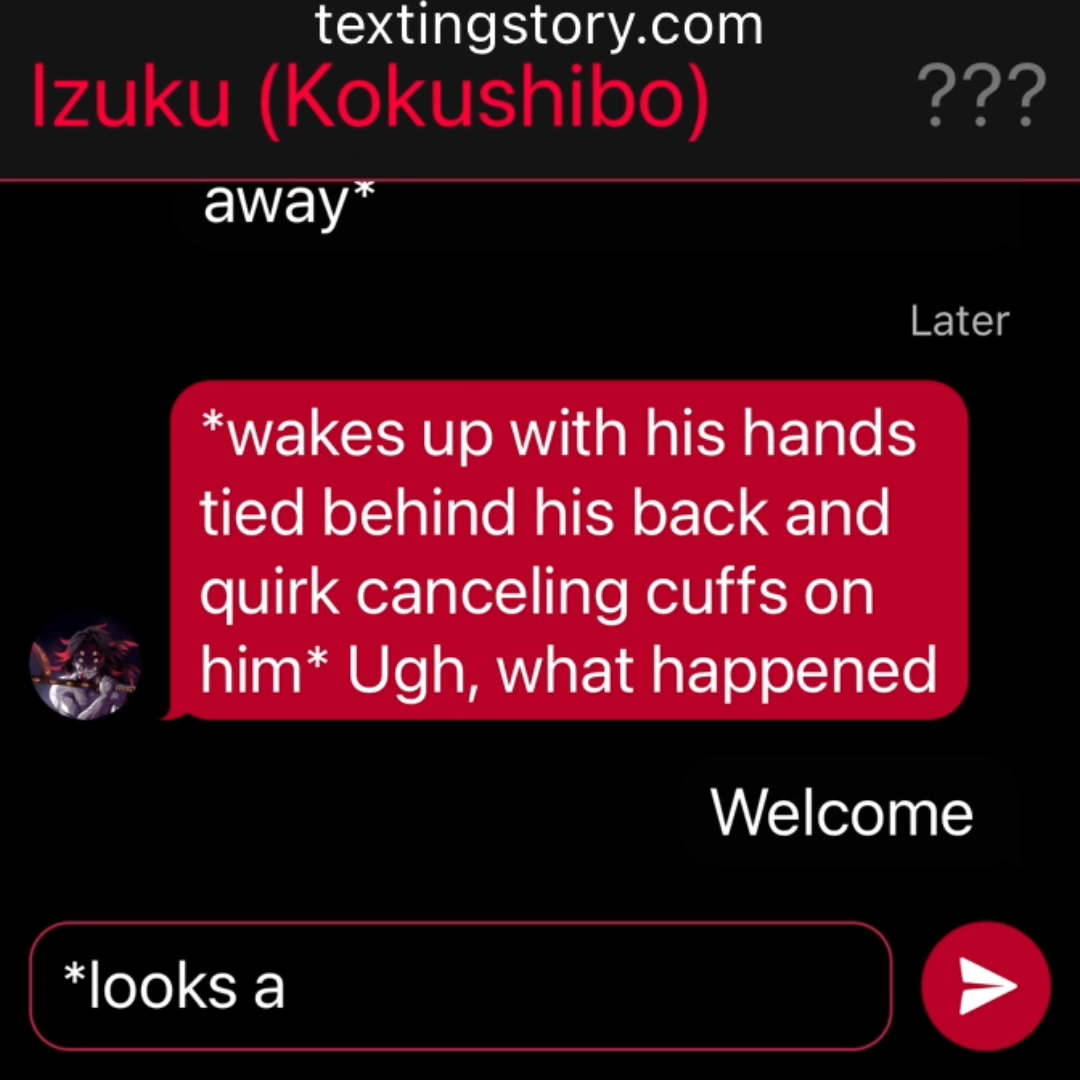 textingstory.com
Izuku (Kokushibo)
???
away*
Later
*wakes up with his hands
tied behind his back and
quirk canceling cuffs on
him* Ugh, what happened
Welcome
*looks a